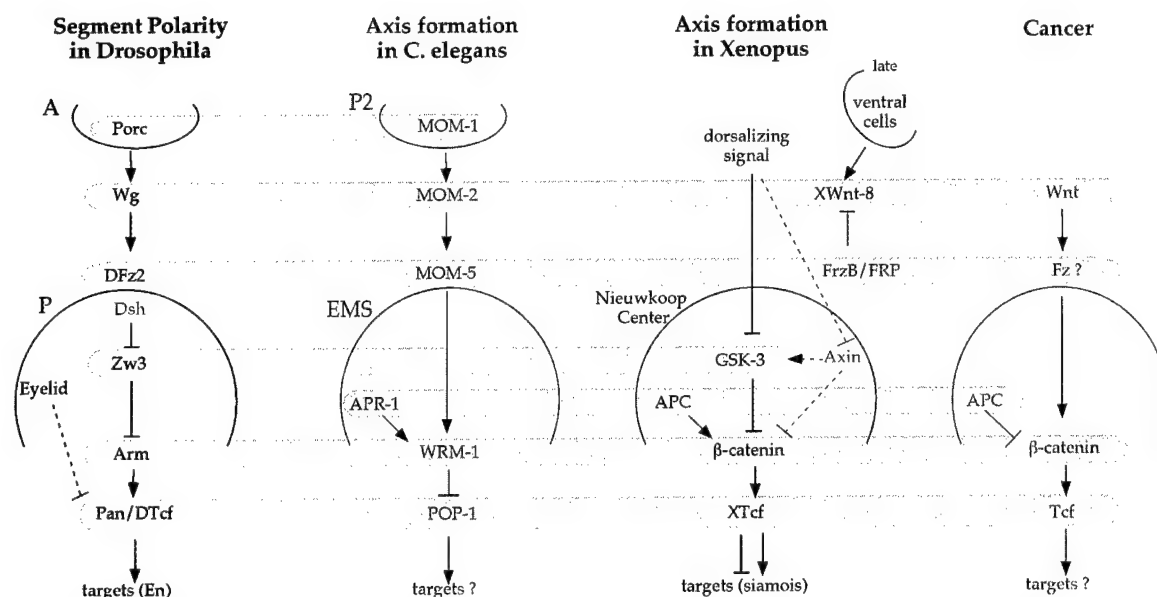 Segment Polarity
in Drosophila
Axis formation
in C. elegans
Axis formation
in Xenopus
Cancer
A
Porc
Wg
DFz2
P
Dsh
Zw3
Eyelid
Arm
Pan/DTcf
targets (En)
P2
MOM-1
MOM-2
MOM-5
EMS
APR-1
WRM-1
POP-1
targets ?
late
ventral
cells
dorsalizing
signal
XWnt-8
FrzB/FRP
Nieuwkoop
Center
GSK-3
Axin
APC
β-catenin
XTcf
targets (siamois)
Wnt
Fz ?
APC
β-catenin
Tcf
targets ?